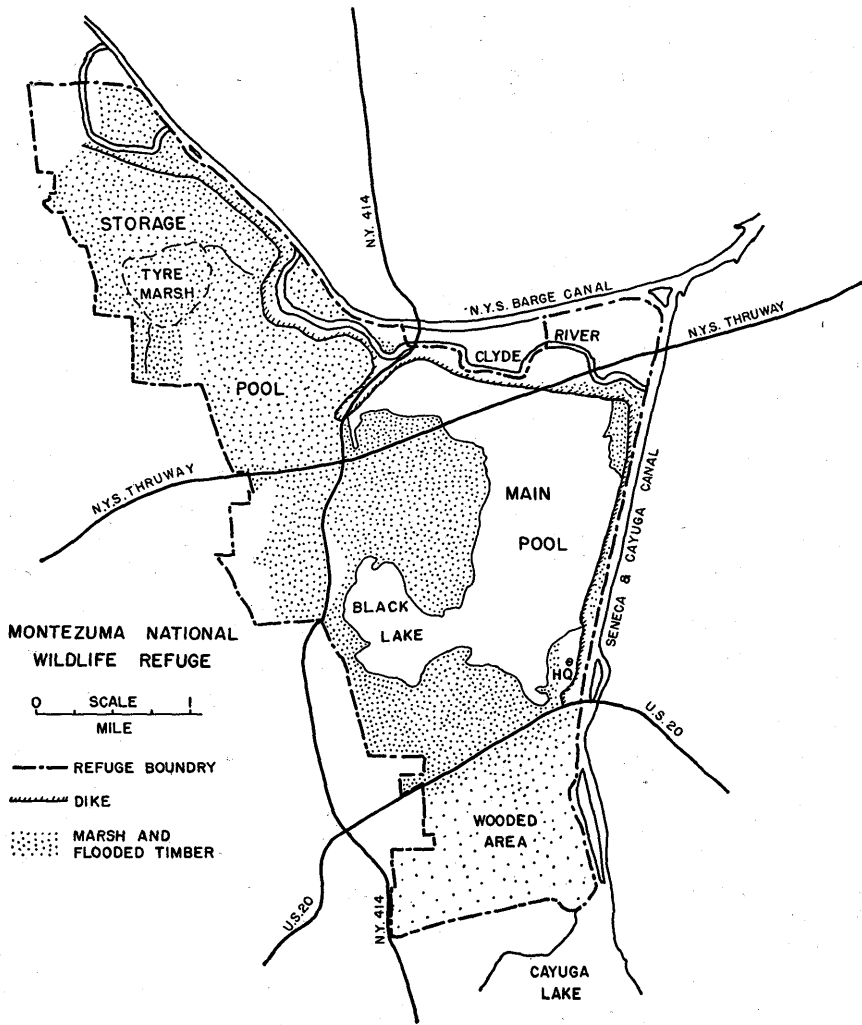 N.Y. 414
STORAGE
TYRE
MARSH
N.Y.S. BARGE CANAL
N.Y.S. THRUWAY
CLYDE RIVER
POOL
N.Y.S. THRUWAY
MAIN
POOL
SENECA & CAYUGA CANAL
BLACK
LAKE
MONTEZUMA NATIONAL
WILDLIFE REFUGE
HQ
0 SCALE 1
MILE
U.S. 20
REFUGE BOUNDRY
DIKE
MARSH AND
FLOODED TIMBER
WOODED
AREA
U.S. 20
N.Y. 414
CAYUGA
LAKE